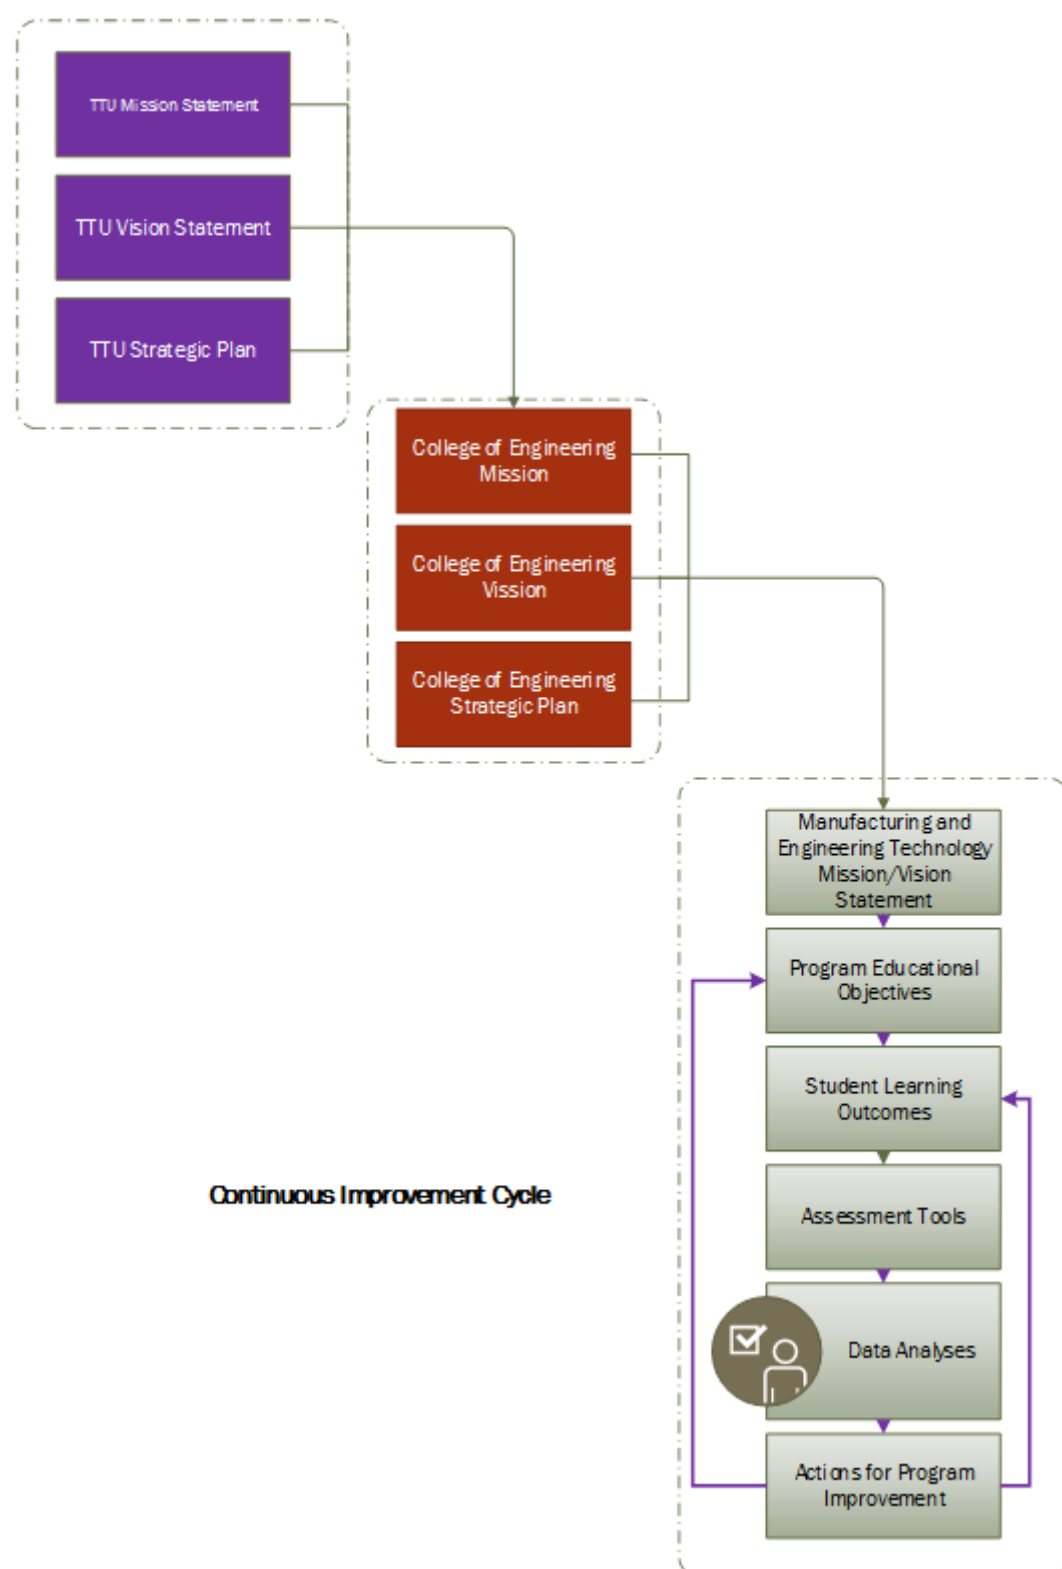 TTU Mission Statement
TTU Vision Statement
TTU Strategic Plan
College of Engineering
Mission
College of Engineering
Vission
College of Engineering
Strategic Plan
Manufacturing and
Engineering Technology
Mission/Vision
Statement
Program Educational
Objectives
Student Learning
Outcomes
Continuous Improvement Cycle
Assessment Tools
Data Analyses
Actions for Program
Improvement